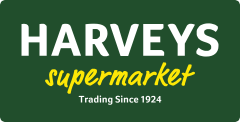 HARVEYS
supermarket
Trading Since 1924